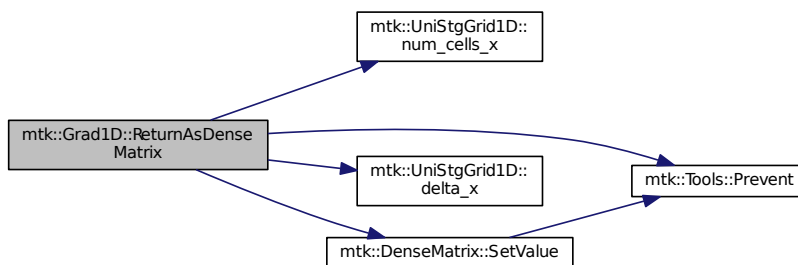 mtk::UniStgGrid1D::
num_cells_x
mtk::Grad1D::ReturnAsDense
Matrix
mtk::UniStgGrid1D::
delta_x
mtk::Tools::Prevent
mtk::DenseMatrix::SetValue